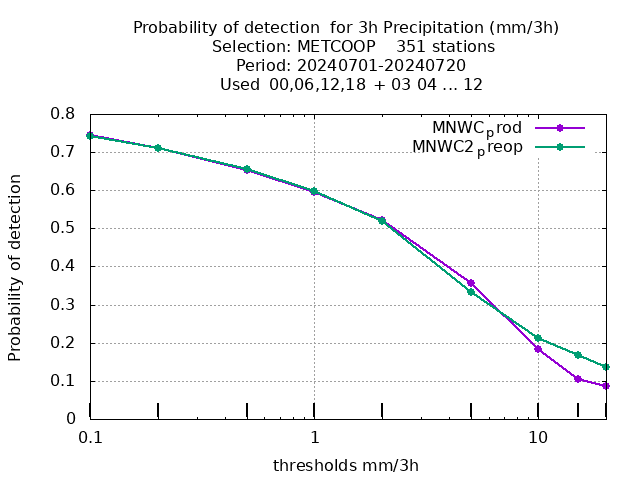 Probability of detection  for 3h Precipitation (mm/3h)
Selection: METCOOP    351 stations
Period: 20240701-20240720
Used  00,06,12,18 + 03 04 ... 12
MNWCprod
MNWC2preop
Probability of detection
0.8
0.7
0.6
0.5
0.4
0.3
0.2
0.1
0
0.1
1
10
thresholds mm/3h